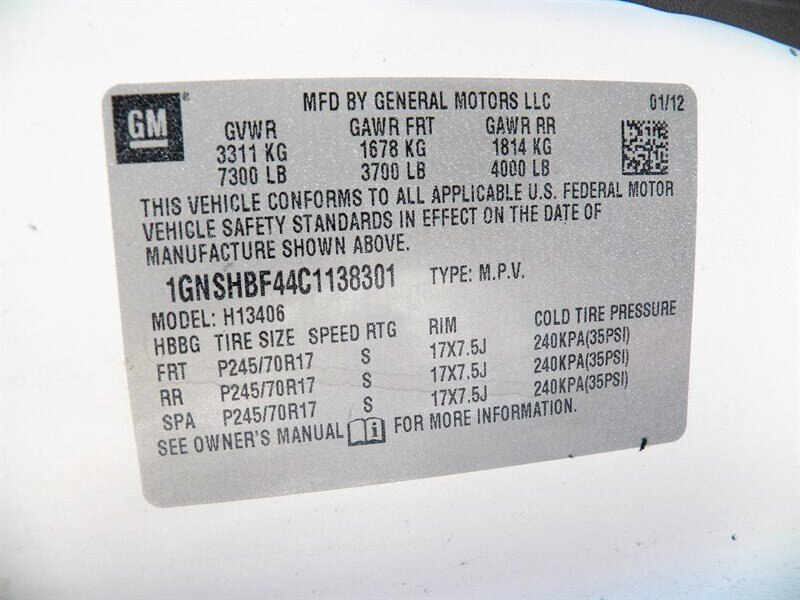 GM ® MFD BY GENERAL MOTORS LLC 01/12
GVWR GAWR FRT GAWR RR
3311 KG 1678 KG 1814 KG
7300 LB 3700 LB 4000 LB
THIS VEHICLE CONFORMS TO ALL APPLICABLE U.S. FEDERAL MOTOR
VEHICLE SAFETY STANDARDS IN EFFECT ON THE DATE OF
MANUFACTURE SHOWN ABOVE.
1GNSHBF44C1138301 TYPE: M.P.V.
MODEL: H13406
HBBG TIRE SIZE SPEED RTG RIM COLD TIRE PRESSURE
FRT P245/70R17 S 17X7.5J 240KPA(35PSI)
RR P245/70R17 S 17X7.5J 240KPA(35PSI)
SPA P245/70R17 S 17X7.5J 240KPA(35PSI)
SEE OWNER'S MANUAL i FOR MORE INFORMATION.